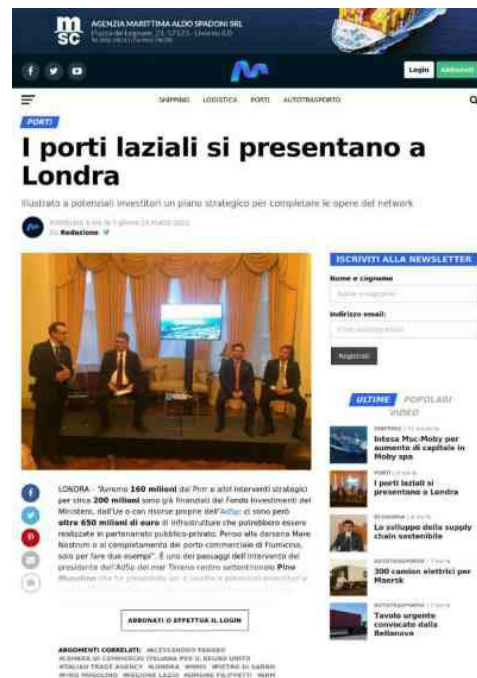 MSC
AGENZIA MARITTIMA ALDO SPADONI SRL
Login
Abbonati
SHIPPING LOGISTICA PORTI AUTOTRASPORTO
PORTI
I porti laziali si presentano a
Londra
Illustrato a potenziali investitori un piano strategico per completare le opere del network
Redazione
ISCRIVITI ALLA NEWSLETTER
Nome e cognome
Nome e cognome
Indirizzo email:
Registrati
ULTIME POPOLARI
VIDEO
Intesa Msc-Moby per
aumento di capitale in
Moby spa
I porti laziali si
presentano a Londra
Lo sviluppo della supply
chain sostenibile
300 camion elettrici per
Maersk
Tavolo urgente
convocato dalla
Bellanova
LONDRA - "Avremo 160 milioni dal Pnrr e altri interventi strategici
per circa 200 milioni sono già finanziati dal Fondo Investimenti del
Ministero, dall'Ue o con risorse proprie dell'AdSp: ci sono però
oltre 650 milioni di euro di infrastrutture che potrebbero essere
realizzate in partenariato pubblico-privato. Penso alla darsena Mare
Nostrum o al completamento del porto commerciale di Fiumicino,
solo per fare due esempi". È uno dei passaggi dell'intervento del
presidente dell'AdSp del mar Tirreno centro settentrionale Pino
ABBONATI O EFFETTUA IL LOGIN
ARGOMENTI CORRELATI: